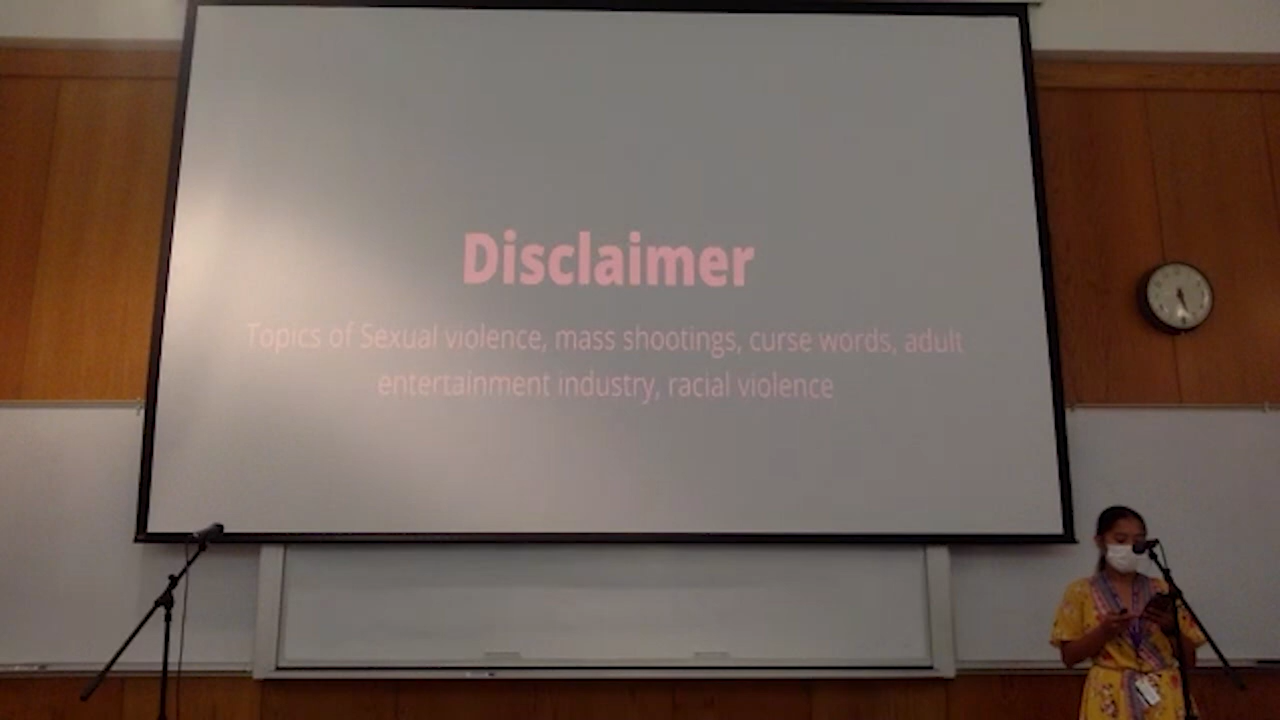 Disclaimer
Topics of Sexual violence, mass shootings, curse words, adult
entertainment industry, racial violence